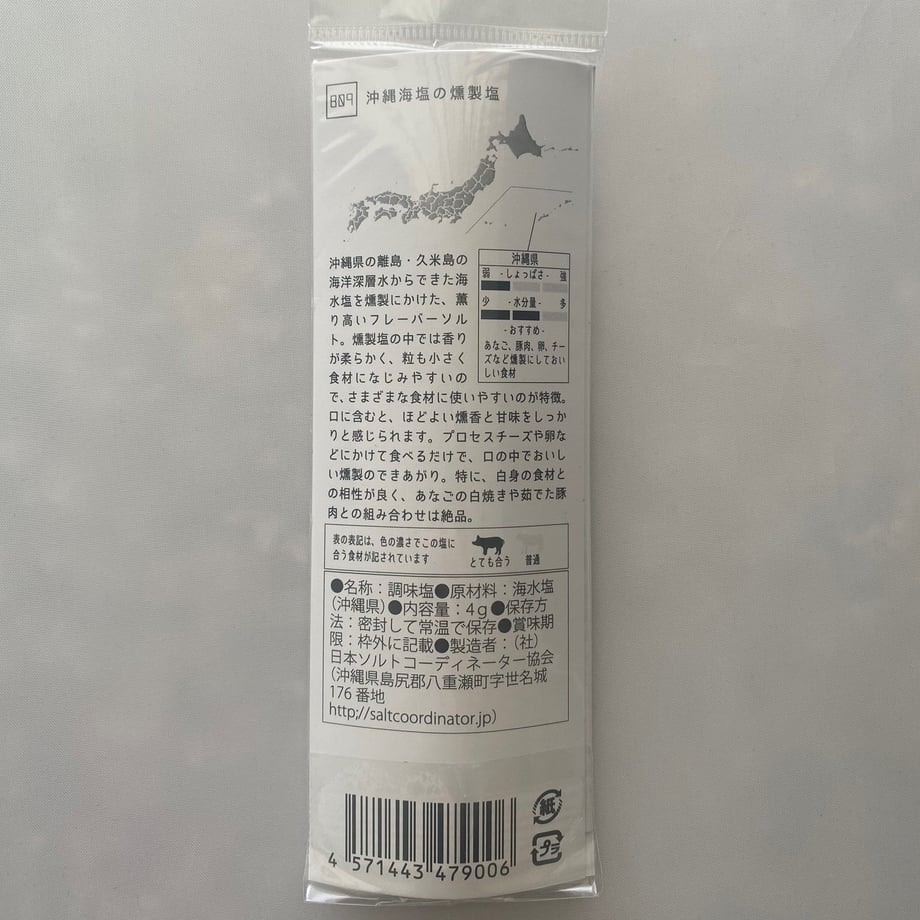 809 沖縄海塩の燻製塩
沖縄県の離島・久米島の
海洋深層水からできた海
水塩を燻製にかけた、薫
り高いフレーバーソル
ト。燻製塩の中では香り
が柔らかく、粒も小さく
食材になじみやすいの
で、さまざまな食材に使いやすいのが特徴。
口に含むと、ほどよい燻香と甘味をしっか
りと感じられます。プロセスチーズや卵な
どにかけて食べるだけで、口の中でおいし
い燻製のできあがり。特に、白身の食材と
の相性が良く、あなごの白焼きや茹でた豚
肉との組み合わせは絶品。
沖縄県
弱 -しょっぱさ- 強
少 -水分量- 多
-おすすめ-
あなご、豚肉、卵、チー
ズなど燻製にしておい
しい食材
表の表記は、色の濃さでこの塩に
合う食材が記されています
とても合う 普通
●名称：調味塩●原材料：海水塩
(沖縄県)●内容量：4g●保存方
法：密封して常温で保存●賞味期
限：枠外に記載●製造者：(社)
日本ソルトコーディネーター協会
(沖縄県島尻郡八重瀬町字世名城
176番地
http://saltcoordinator.jp)
4 571443 479006
紙
プラ